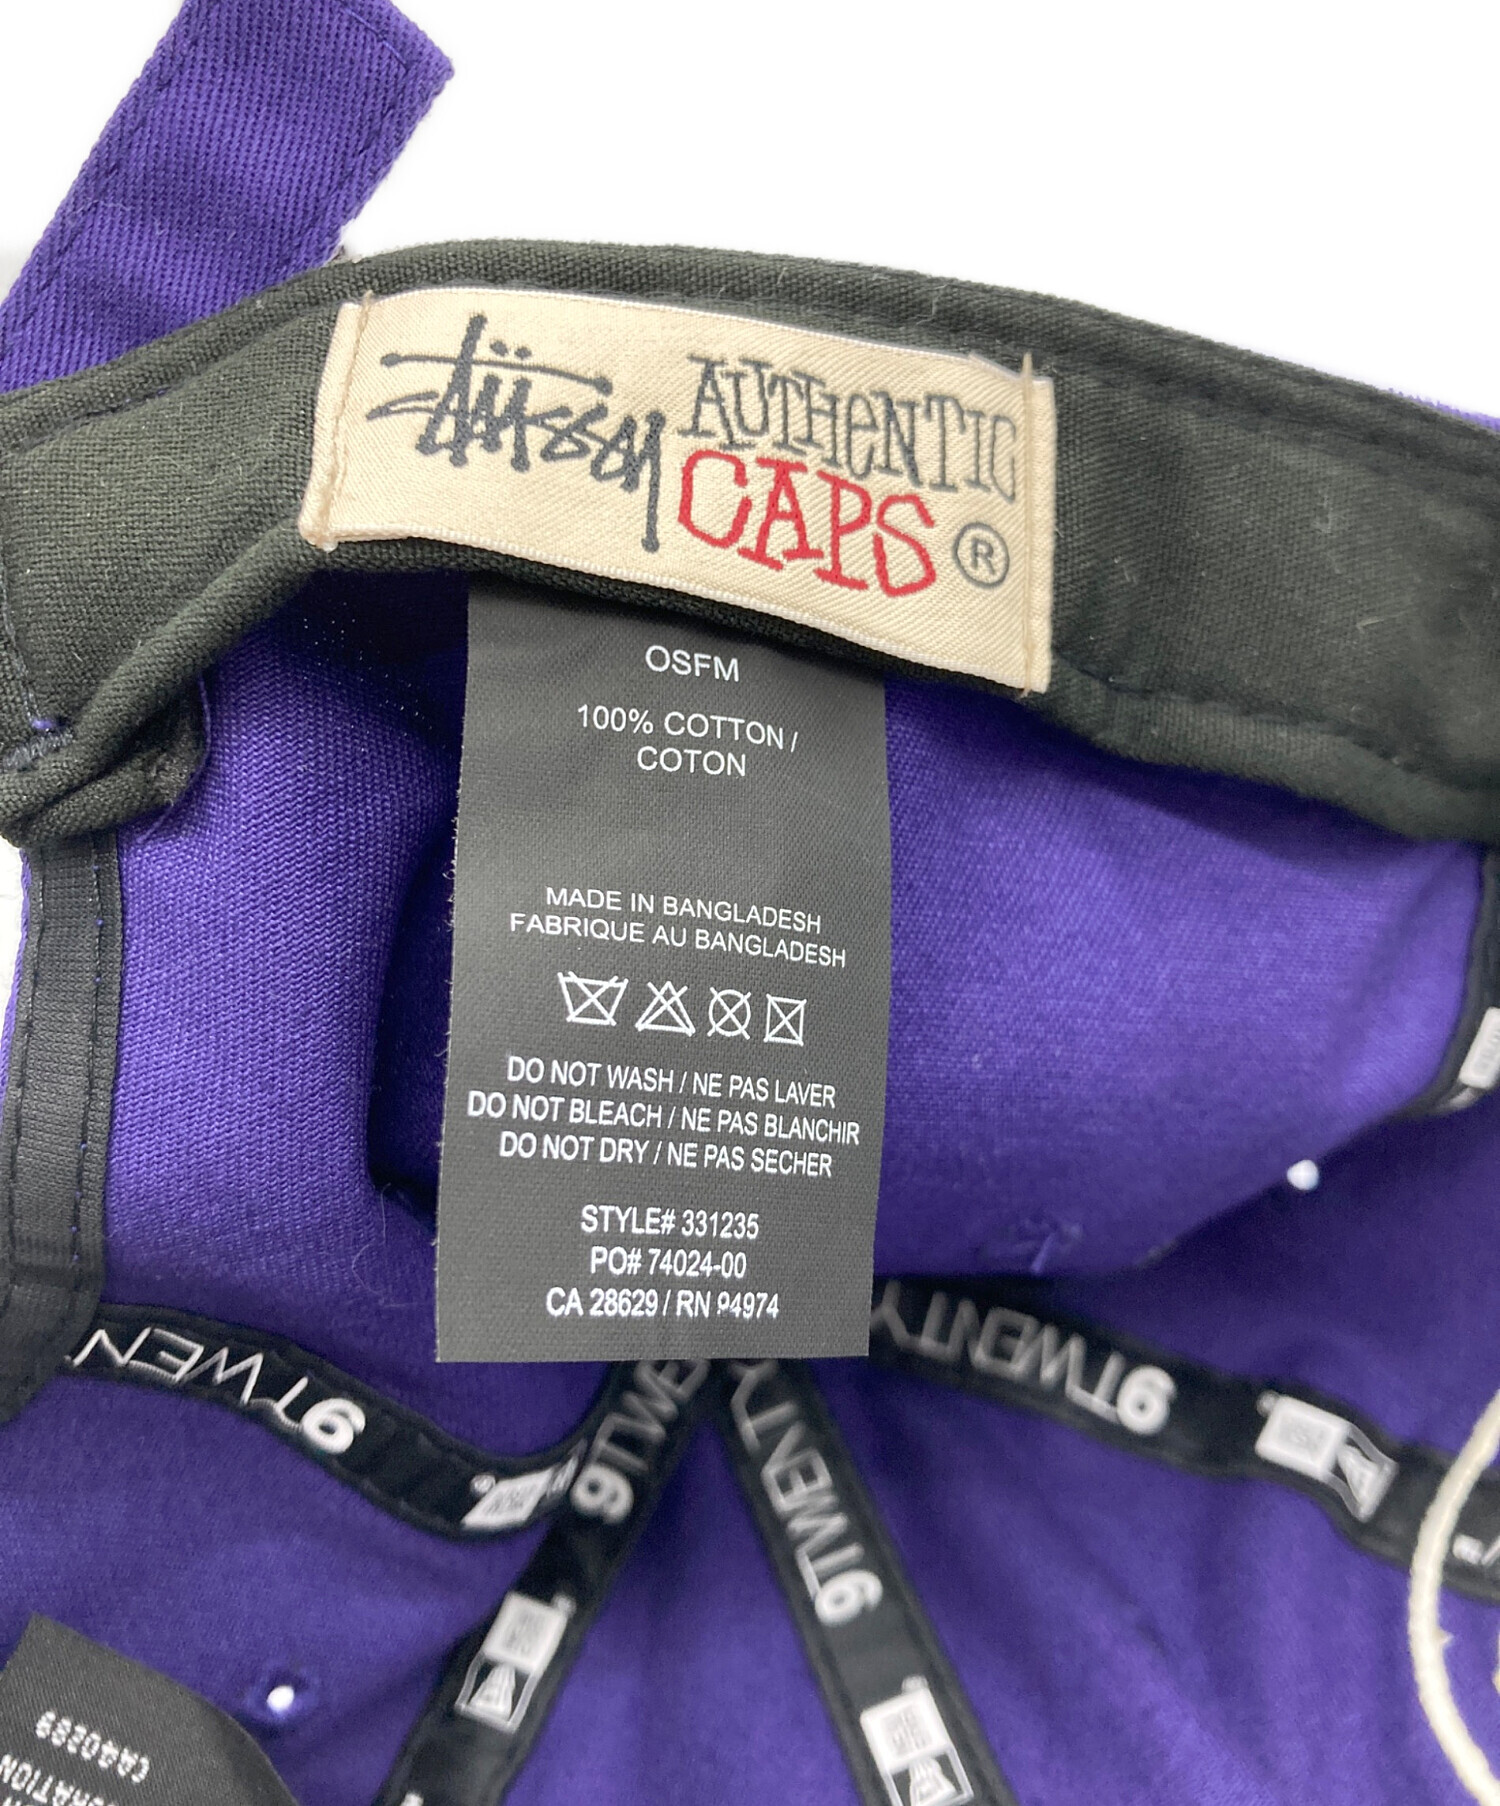 Stüssy AUTHENTIC
CAPS ®
OSFM
100% COTTON /
COTON
MADE IN BANGLADESH
FABRIQUE AU BANGLADESH
DO NOT WASH / NE PAS LAVER
DO NOT BLEACH / NE PAS BLANCHIR
DO NOT DRY / NE PAS SECHER
STYLE# 331235
PO# 74024-00
CA 28629 / RN 94974
9TWEN
9TWENTY
9TWENTY
9TWENTY